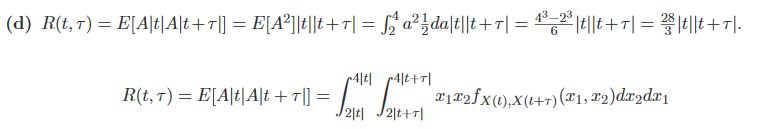 (d) R(t, τ) = E[A|t|A|t+τ|] = E[A²]|t||t+τ| = ∫₂⁴ a² ½ da|t||t+τ| = (4³−2³)/6 |t||t+τ| = 28/3 |t||t+τ|.
R(t, τ) = E[A|t|A|t + τ|] = ∫_{2|t|}^{4|t|} ∫_{2|t+τ|}^{4|t+τ|} x₁x₂f_{X(t),X(t+τ)}(x₁, x₂)dx₂dx₁